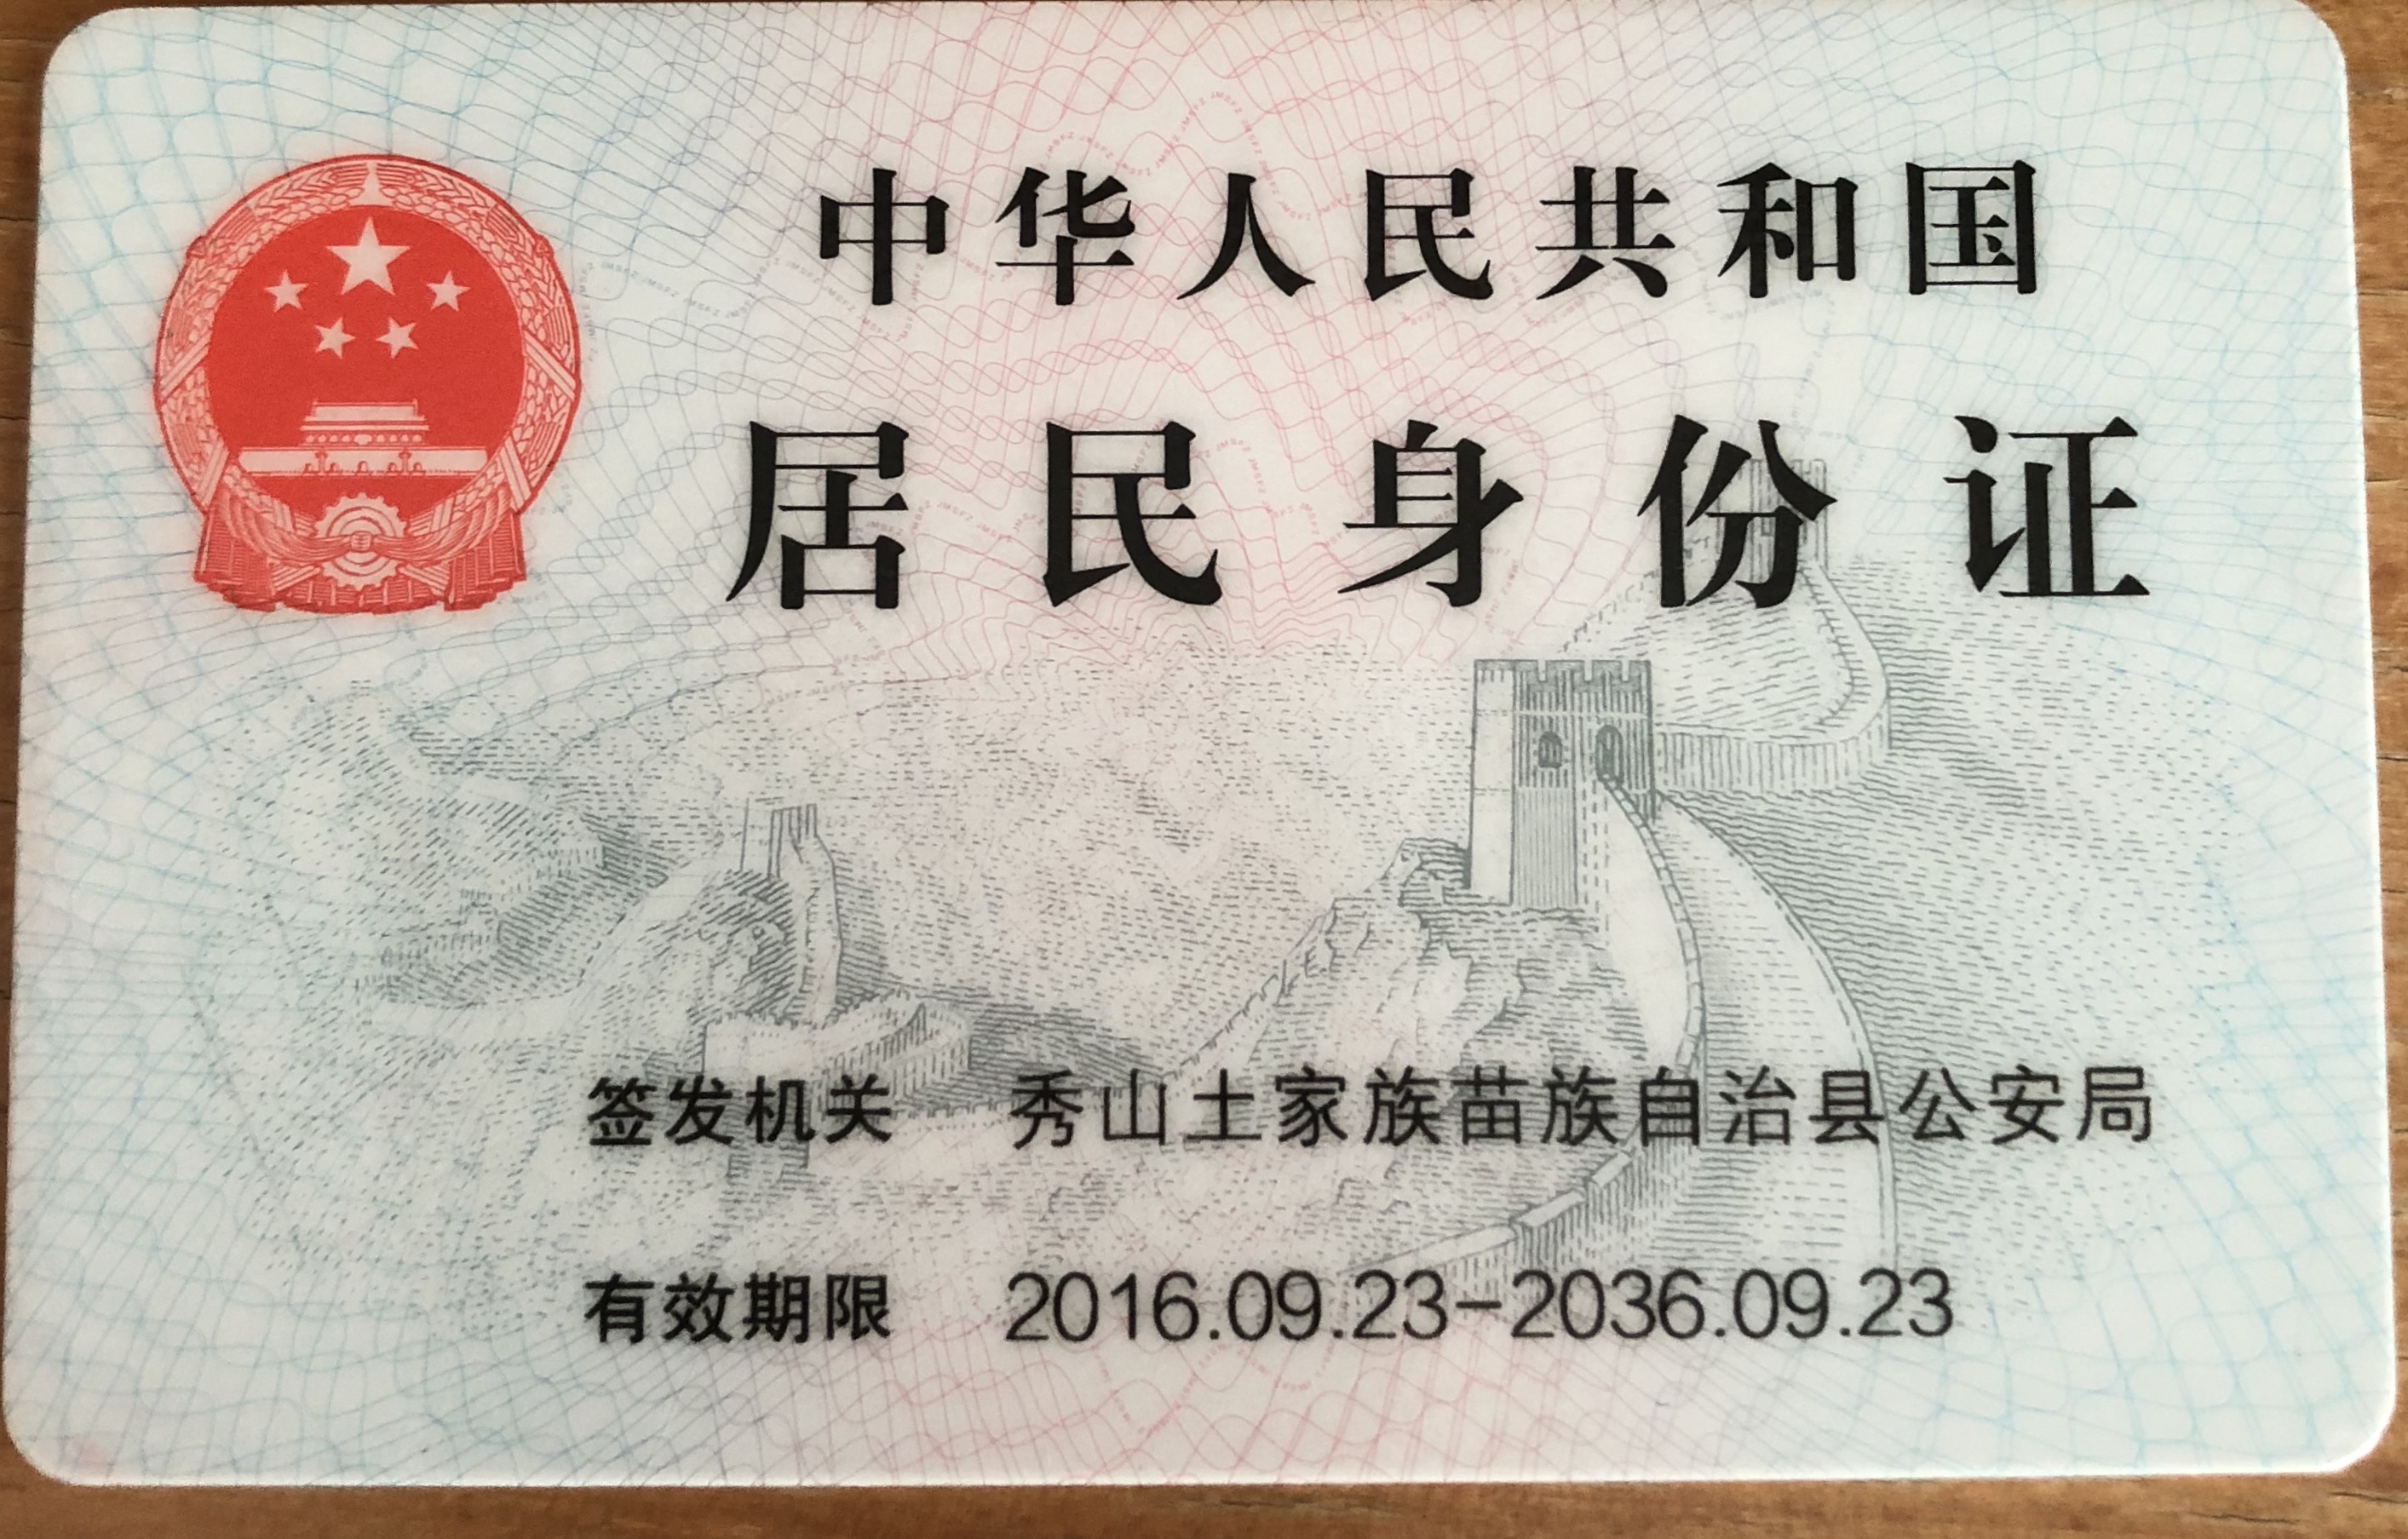 中华人民共和国
居民身份证
签发机关 秀山土家族苗族自治县公安局
有效期限 2016.09.23-2036.09.23